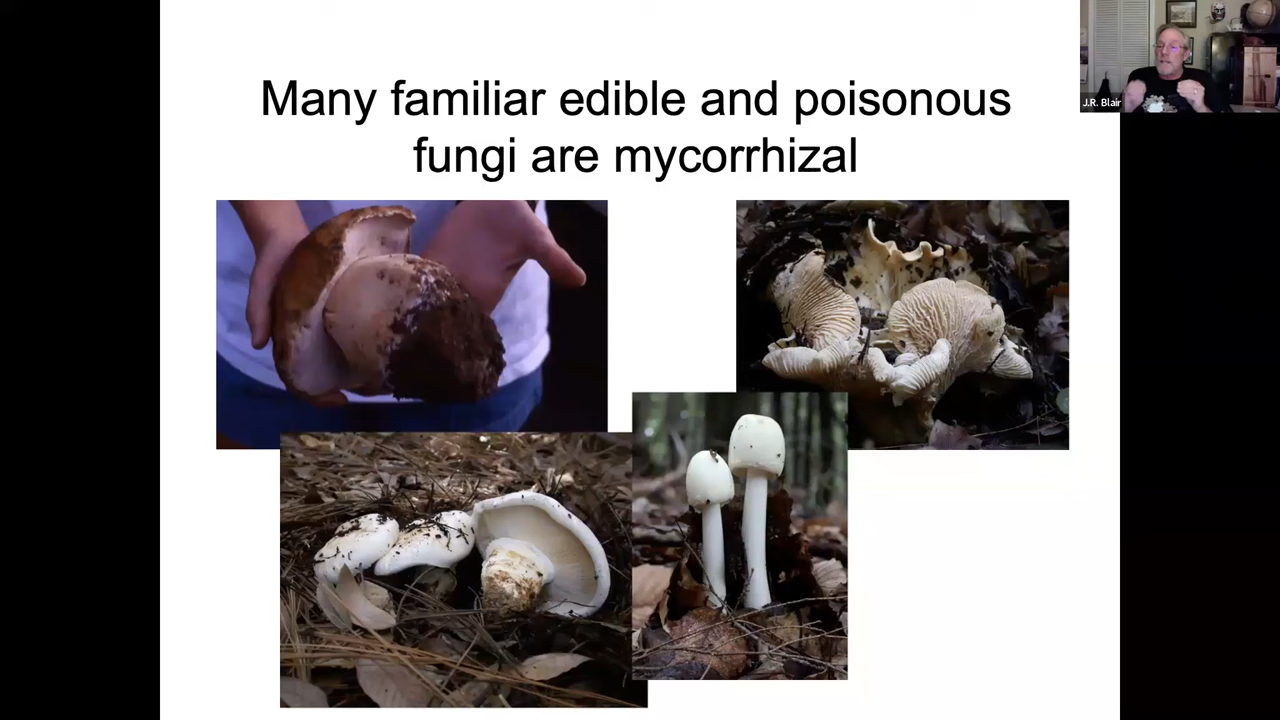 Many familiar edible and poisonous
fungi are mycorrhizal
J.R. Blair